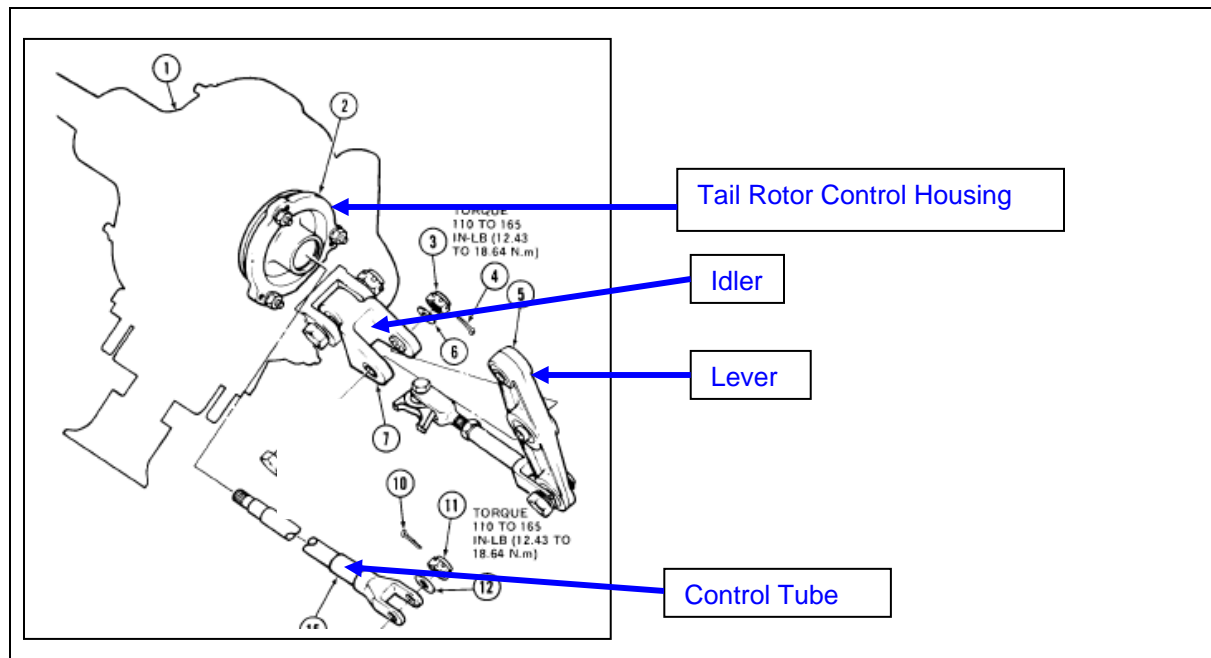 1
2
Tail Rotor Control Housing
TORQUE
110 TO 165
IN-LB (12.43
TO 18.64 N.m)
3
4
5
Idler
6
Lever
7
10
11
TORQUE
110 TO 165
IN-LB (12.43 TO
18.64 N.m)
12
Control Tube